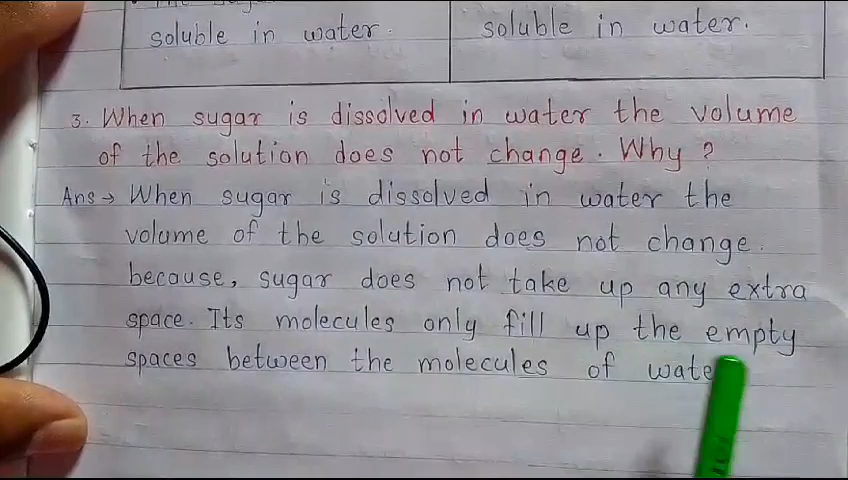 soluble in water.
soluble in water.
3. When sugar is dissolved in water the volume
of the solution does not change. Why ?
Ans → When sugar is dissolved in water the
volume of the solution does not change.
because, sugar does not take up any extra
space. Its molecules only fill up the empty
spaces between the molecules of